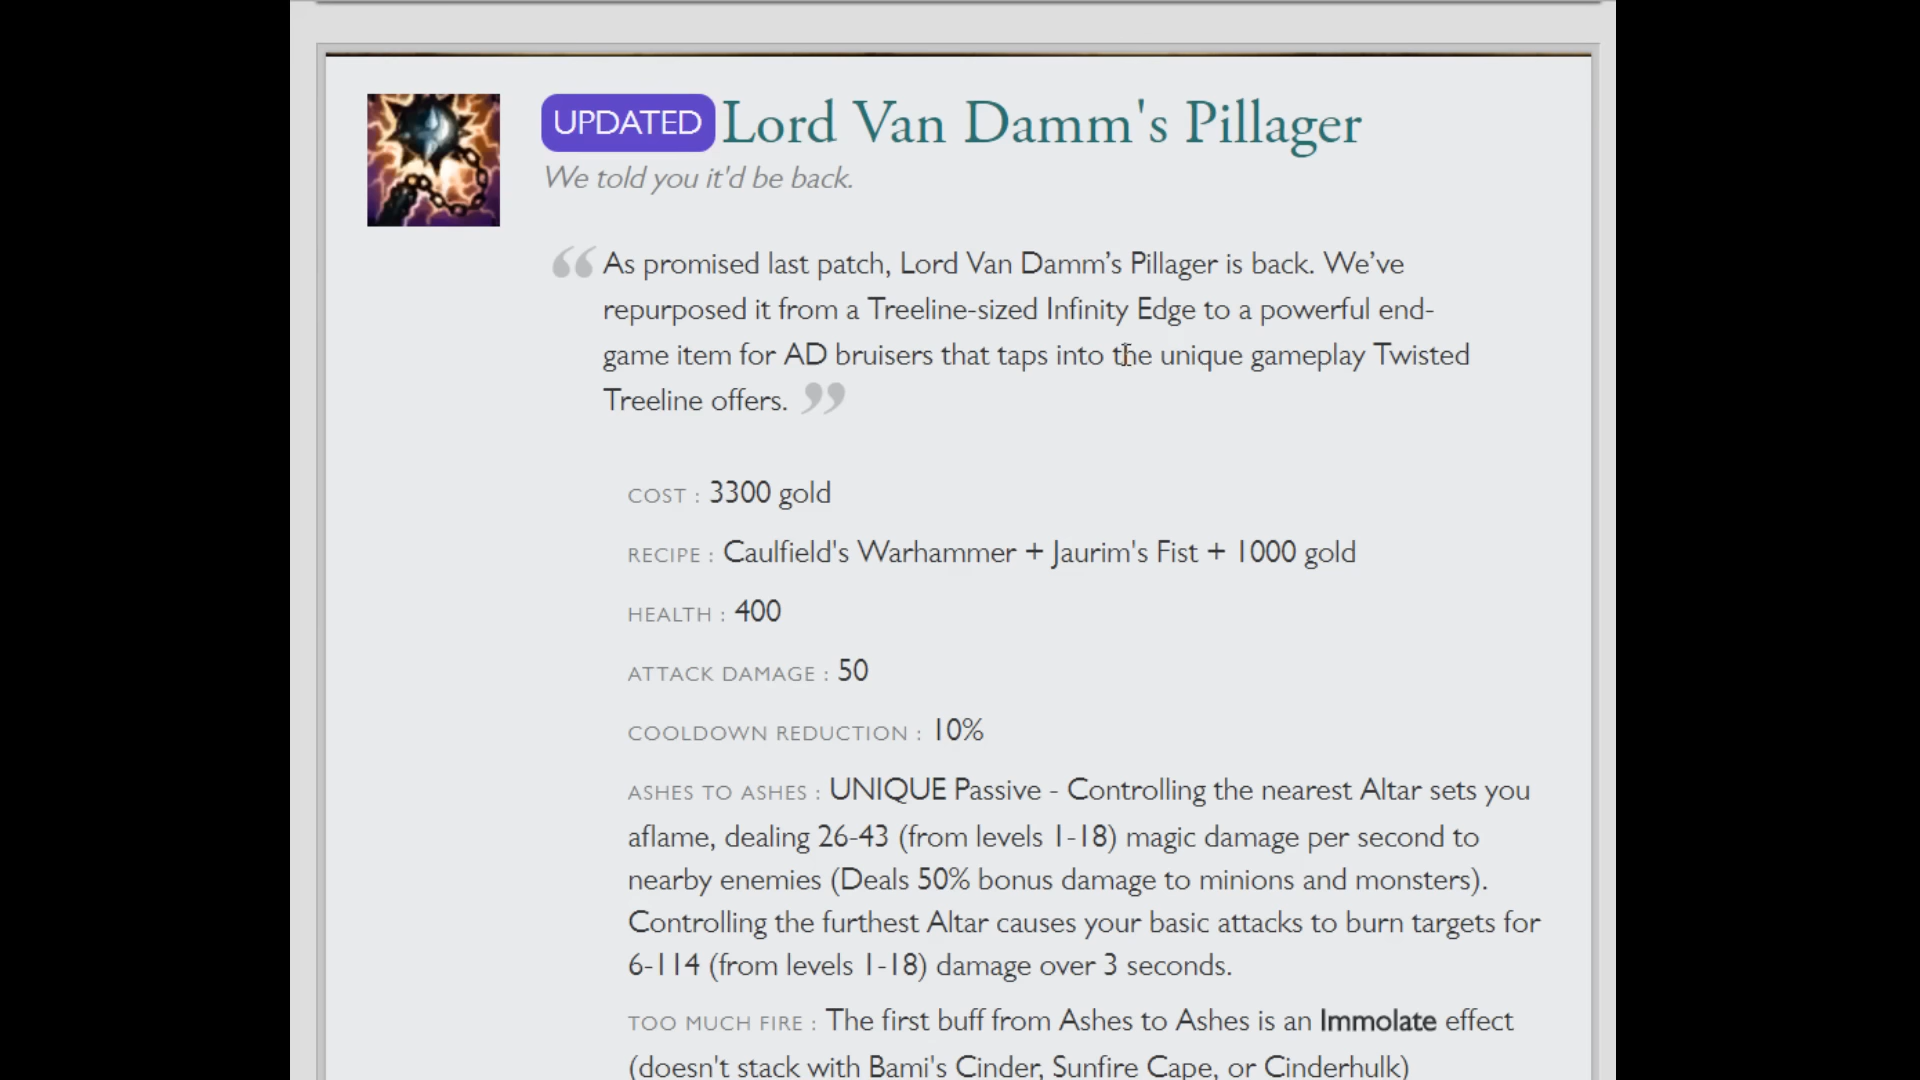 UPDATED Lord Van Damm's Pillager
We told you it'd be back.
“ As promised last patch, Lord Van Damm’s Pillager is back. We’ve
repurposed it from a Treeline-sized Infinity Edge to a powerful end-
game item for AD bruisers that taps into the unique gameplay Twisted
Treeline offers. ”
COST : 3300 gold
RECIPE : Caulfield's Warhammer + Jaurim's Fist + 1000 gold
HEALTH : 400
ATTACK DAMAGE : 50
COOLDOWN REDUCTION : 10%
ASHES TO ASHES : UNIQUE Passive - Controlling the nearest Altar sets you
aflame, dealing 26-43 (from levels 1-18) magic damage per second to
nearby enemies (Deals 50% bonus damage to minions and monsters).
Controlling the furthest Altar causes your basic attacks to burn targets for
6-114 (from levels 1-18) damage over 3 seconds.
TOO MUCH FIRE : The first buff from Ashes to Ashes is an Immolate effect
(doesn't stack with Bami's Cinder, Sunfire Cape, or Cinderhulk)